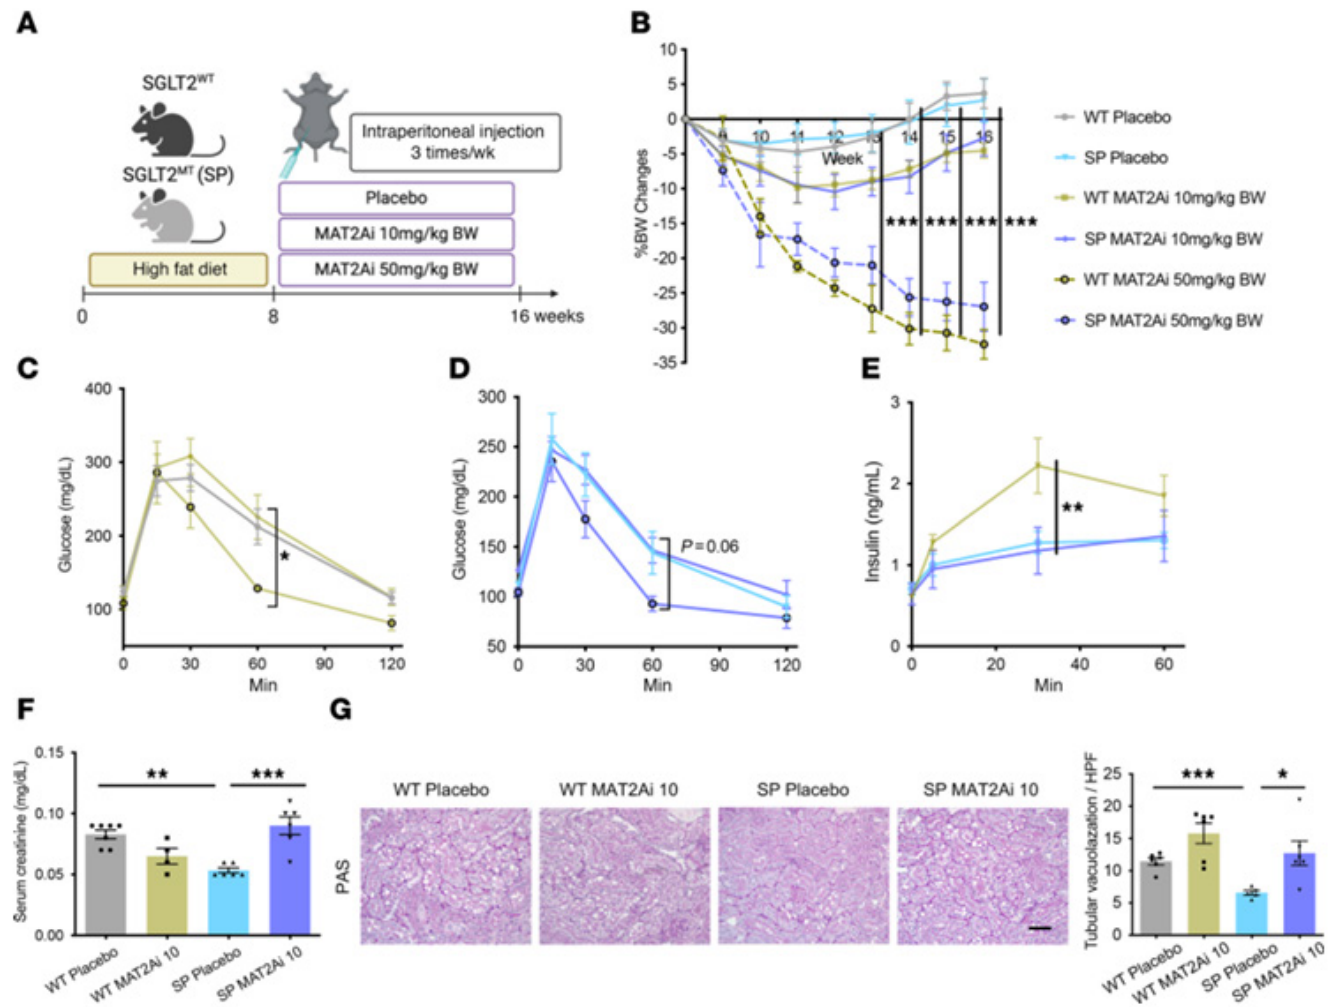 A
SGLT2WT
SGLT2MT (SP)
High fat diet
Intraperitoneal injection
3 times/wk
Placebo
MAT2Ai 10mg/kg BW
MAT2Ai 50mg/kg BW
0
8
16 weeks
B
10
5
0
-5
-10
-15
-20
-25
-30
-35
%BW Changes
9 10 11 12 13 14 15 16
Week
*** *** *** ***
WT Placebo
SP Placebo
WT MAT2Ai 10mg/kg BW
SP MAT2Ai 10mg/kg BW
WT MAT2Ai 50mg/kg BW
SP MAT2Ai 50mg/kg BW
C
400
300
200
100
Glucose (mg/dL)
*
0 30 60 90 120
Min
D
300
250
200
150
100
50
Glucose (mg/dL)
P=0.06
0 30 60 90 120
Min
E
3
2
1
0
Insulin (ng/mL)
**
0 20 40 60
Min
F
0.15
0.10
0.05
0.00
Serum creatinine (mg/dL)
** ***
WT Placebo
WT MAT2Ai 10
SP Placebo
SP MAT2Ai 10
G
WT Placebo
WT MAT2Ai 10
SP Placebo
SP MAT2Ai 10
PAS
25
20
15
10
5
0
Tubular vacuolazation / HPF
*** *
WT Placebo
WT MAT2Ai 10
SP Placebo
SP MAT2Ai 10